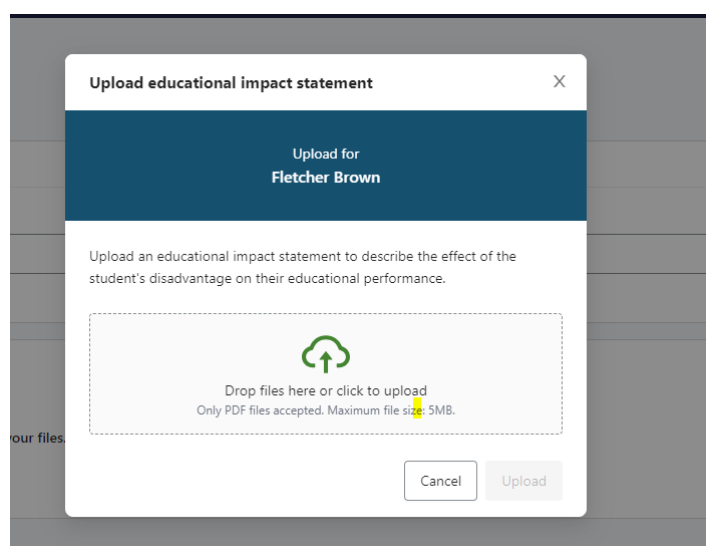 Upload educational impact statement
X
Upload for
Fletcher Brown
Upload an educational impact statement to describe the effect of the
student's disadvantage on their educational performance.
Drop files here or click to upload
Only PDF files accepted. Maximum file size: 5MB.
our files.
Cancel
Upload